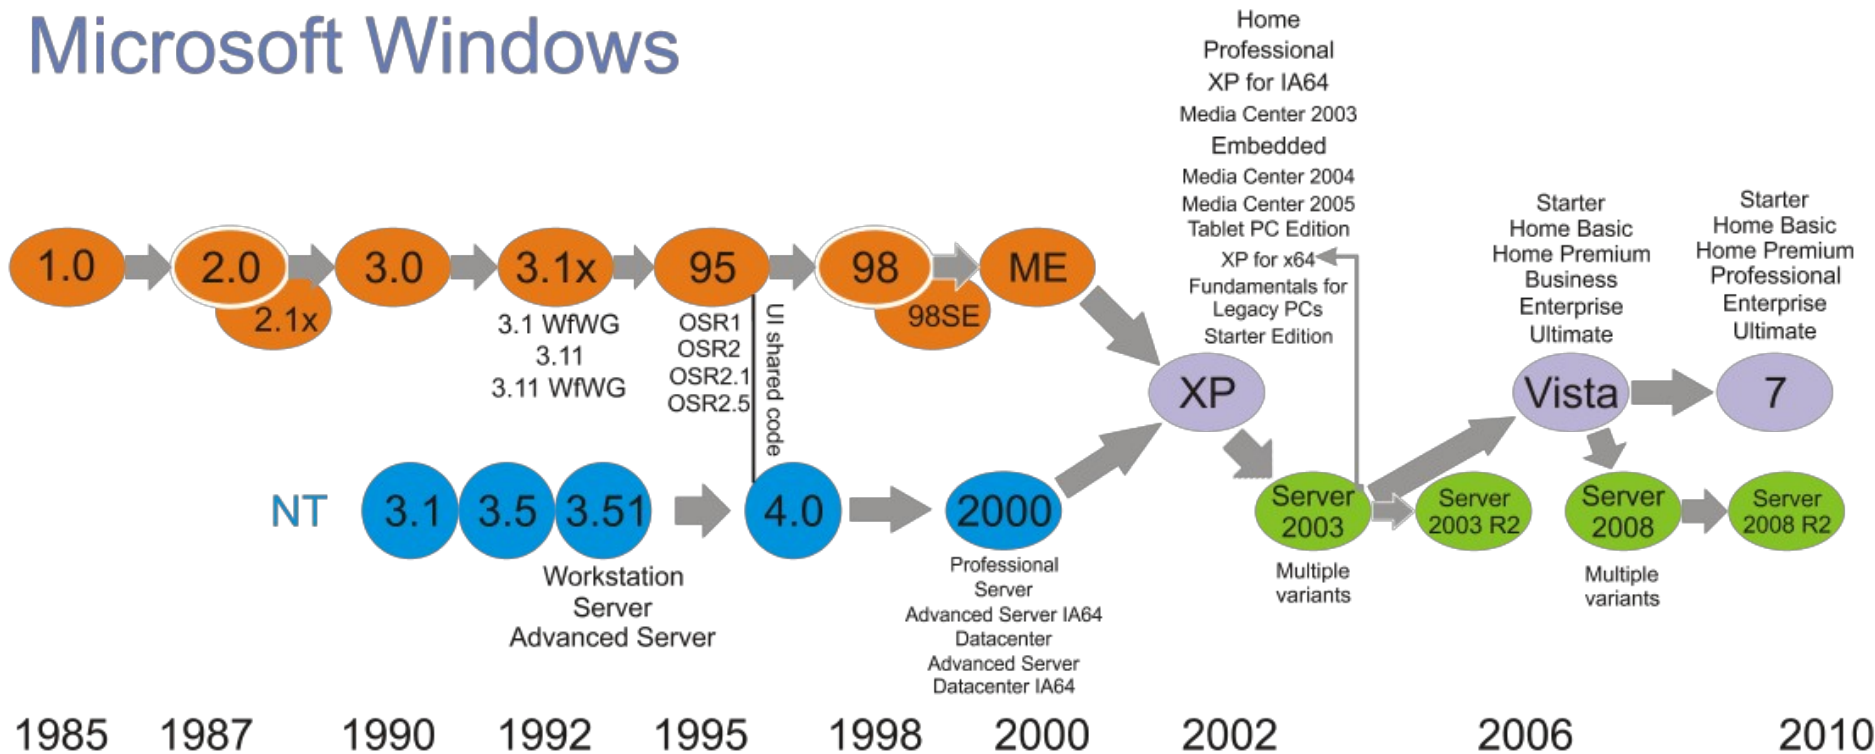 Microsoft Windows
Home
Professional
XP for IA64
Media Center 2003
Embedded
Media Center 2004
Media Center 2005
Tablet PC Edition
XP for x64
Fundamentals for
Legacy PCs
Starter Edition
Starter
Home Basic
Home Premium
Business
Enterprise
Ultimate
Starter
Home Basic
Home Premium
Professional
Enterprise
Ultimate
1.0
2.0
2.1x
3.0
3.1x
95
98
98SE
ME
3.1 WfWG
3.11
3.11 WfWG
OSR1
OSR2
OSR2.1
OSR2.5
UI shared code
XP
Vista
7
NT
3.1
3.5
3.51
4.0
2000
Server
2003
Server
2003 R2
Server
2008
Server
2008 R2
Workstation
Server
Advanced Server
Professional
Server
Advanced Server IA64
Datacenter
Advanced Server
Datacenter IA64
Multiple
variants
Multiple
variants
1985
1987
1990
1992
1995
1998
2000
2002
2006
2010